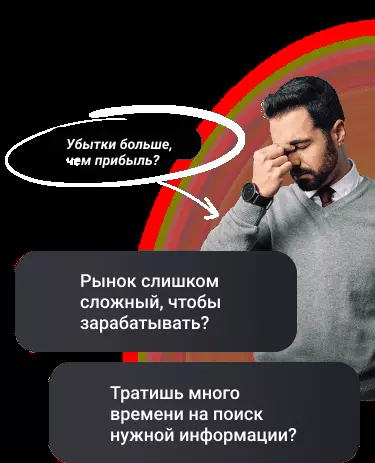 Убытки больше,
чем прибыль?
Рынок слишком
сложный, чтобы
зарабатывать?
Тратишь много
времени на поиск
нужной информации?